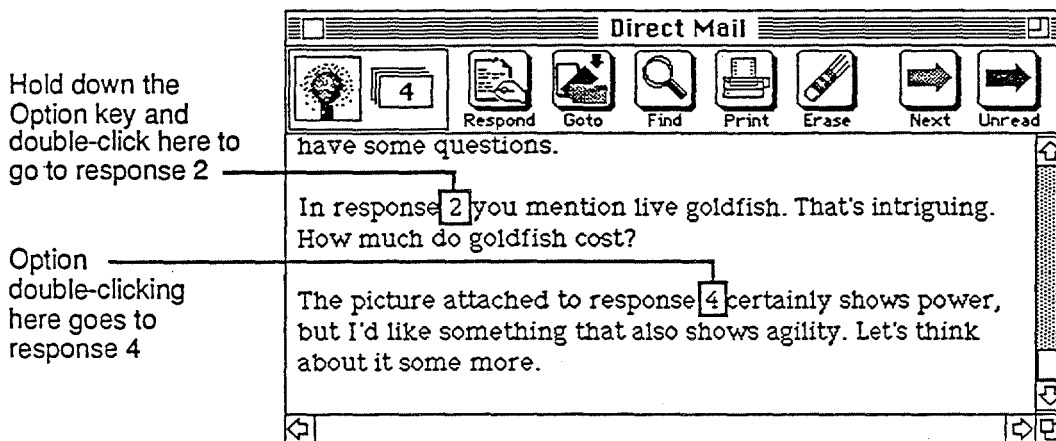 Hold down the
Option key and
double-click here to
go to response 2
Option
double-clicking
here goes to
response 4
Direct Mail
4
Respond
Goto
Find
Print
Erase
Next
Unread
have some questions.
In response 2 you mention live goldfish. That's intriguing.
How much do goldfish cost?
The picture attached to response 4 certainly shows power,
but I'd like something that also shows agility. Let's think
about it some more.